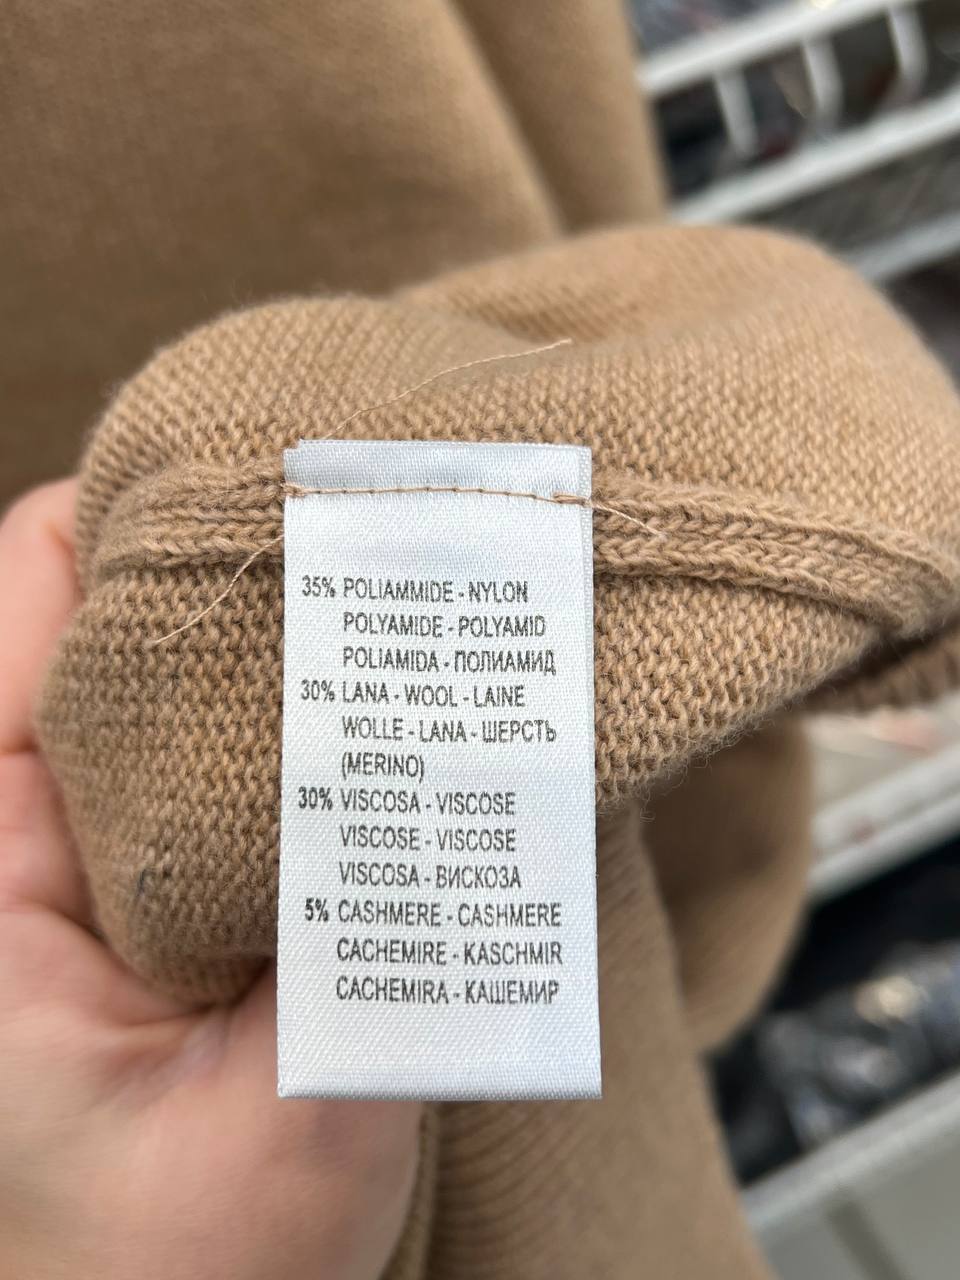 35% POLIAMMIDE - NYLON
POLYAMIDE - POLYAMID
POLIAMIDA - ПОЛИАМИД
30% LANA - WOOL - LAINE
WOLLE - LANA - ШЕРСТЬ
(MERINO)
30% VISCOSA - VISCOSE
VISCOSE - VISCOSE
VISCOSA - ВИСКОЗА
5% CASHMERE - CASHMERE
CACHEMIRE - KASCHMIR
CACHEMIRA - КАШЕМИР